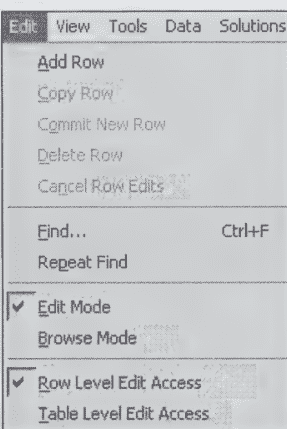 Edit View Tools Data Solutions
Add Row
Copy Row
Commit New Row
Delete Row
Cancel Row Edits
Find... Ctrl+F
Repeat Find
Edit Mode
Browse Mode
Row Level Edit Access
Table Level Edit Access